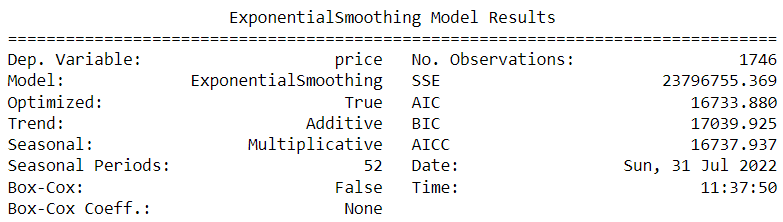 ExponentialSmoothing Model Results
================================================================================
Dep. Variable:                    price   No. Observations:                 1746
Model:             ExponentialSmoothing   SSE                       23796755.369
Optimized:                         True   AIC                          16733.880
Trend:                         Additive   BIC                          17039.925
Seasonal:                Multiplicative   AICC                         16737.937
Seasonal Periods:                    52   Date:                 Sun, 31 Jul 2022
Box-Cox:                          False   Time:                         11:37:50
Box-Cox Coeff.:                    None